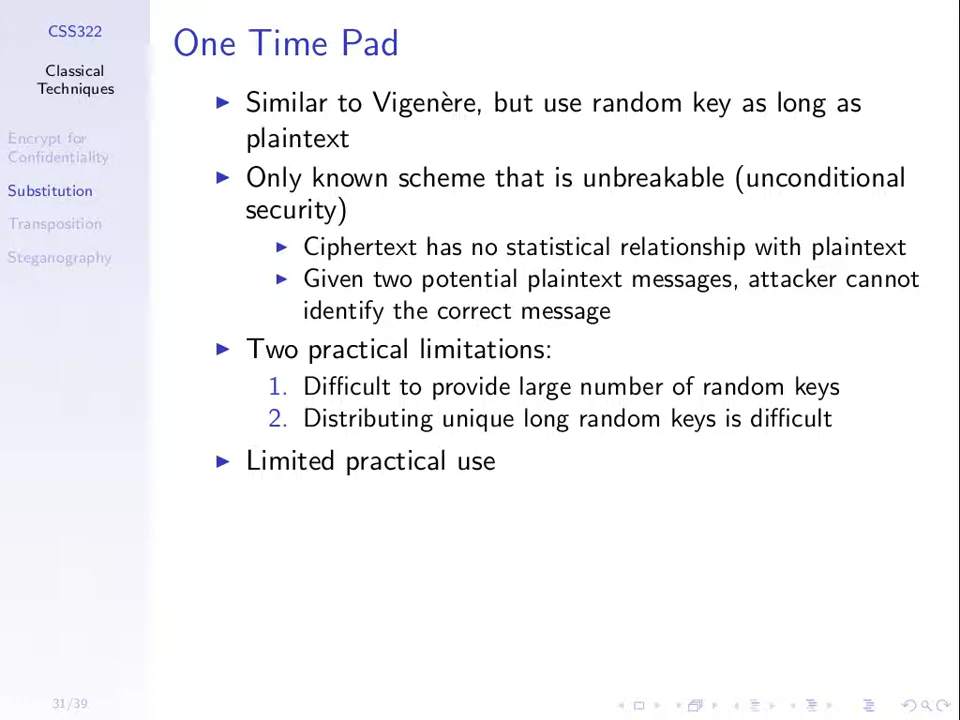 CSS322
Classical
Techniques
Encrypt for
Confidentiality
Substitution
Transposition
Steganography
One Time Pad
Similar to Vigenère, but use random key as long as
plaintext
Only known scheme that is unbreakable (unconditional
security)
Ciphertext has no statistical relationship with plaintext
Given two potential plaintext messages, attacker cannot
identify the correct message
Two practical limitations:
1. Difficult to provide large number of random keys
2. Distributing unique long random keys is difficult
Limited practical use
31/39